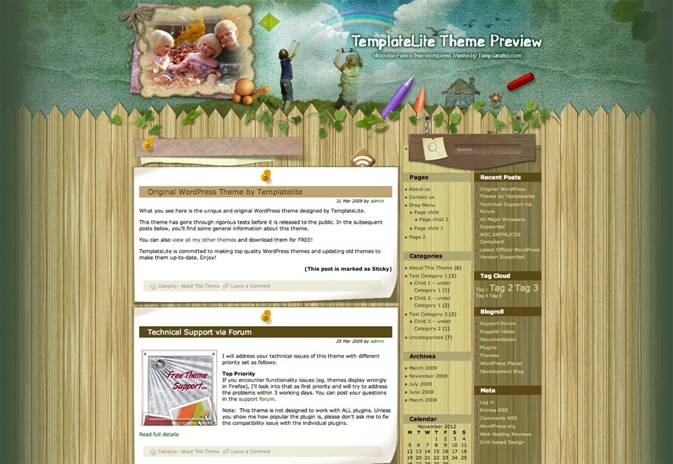 TemplateLite Theme Preview
Wooden Fence free wordpress theme by TemplateLite.com
Search...
Original WordPress Theme by Templatelite
31 Mar 2009 by admin
What you see here is the unique and original WordPress theme designed by TemplateLite.
This theme has gone through rigorous tests before it is released to the public. In the subsequent
posts below, you'll find some general information about this theme.
You can also view all my other themes and download them for FREE!
TemplateLite is committed to making top quality WordPress themes and updating old themes to
make them up-to-date. Enjoy!
(This post is marked as Sticky)
Category: About This Theme Leave a Comment
Technical Support via Forum
29 Mar 2009 by admin
Free Theme
Support...
I will address your technical issues of this theme with different
priority set as follows:
Top Priority
If you encounter functionality issues (eg, themes display wrongly
in Firefox), I'll look into that as first priority and will try to address
the problems within 3 working days. You can post your questions
in the support forum.
Note: This theme is not designed to work with ALL plugins. Unless
you show me how popular the plugin is, please don't ask me to fix
the compatibility issue with the individual plugins.
Read full details
Category: About This Theme Leave a Comment
Pages
About us
Contact us
Drop Menu
Page child
Page child 2
Page child 1
Page 2
Categories
About This Theme (6)
Test Category 1 (2)
Child 1 – under
Category 1 (2)
Child 2 – under
Category 1 (2)
Test Category 2 (2)
Child 3 – under
Category 2 (1)
Uncategorized (7)
Archives
March 2009
November 2008
July 2008
June 2008
March 2008
Calendar
November 2012
M T W T F S S
1 2 3 4
5 6 7 8 9 10 11
12 13 14 15 16 17 18
Recent Posts
Original WordPress
Theme by Templatelite
Technical Support via
Forum
All Major Browsers
Supported
W3C XHTML/CSS
Compliant
Latest Official WordPress
Version Supported
Tag Cloud
Tag 1 Tag 2 Tag 3
Tag 4 Tag 5
Blogroll
Support Forum
Suggest Ideas
Documentation
Plugins
Themes
WordPress Planet
Development Blog
Meta
Log in
Entries RSS
Comments RSS
WordPress.org
Web Hosting Reviews
Grid-based Design